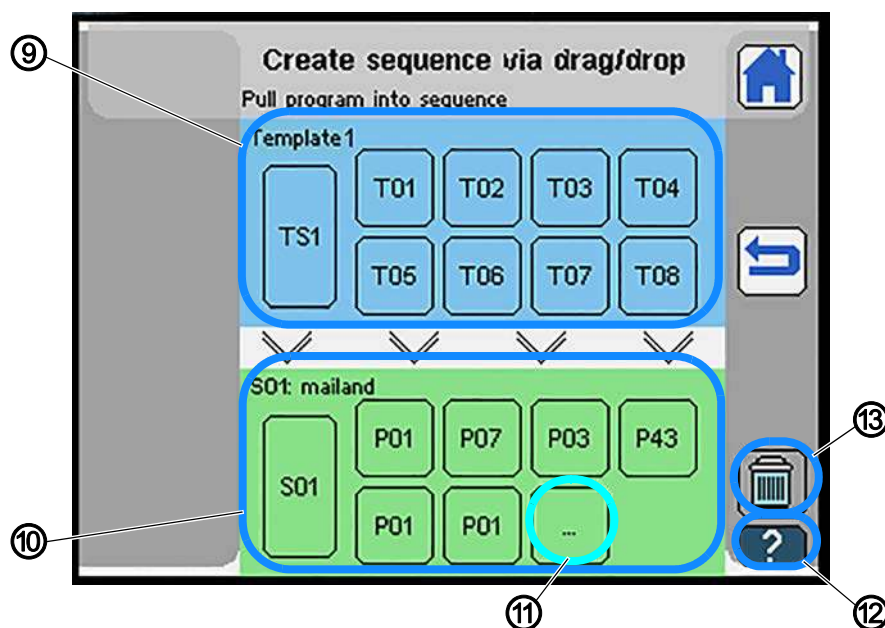 ⑨
Create sequence via drag/drop
Pull program into sequence
Template 1
TS1
T01 T02 T03 T04
T05 T06 T07 T08
S01: mailand
S01
P01 P07 P03 P43
P01 P01 ...
?
⑬
⑩
⑪
⑫